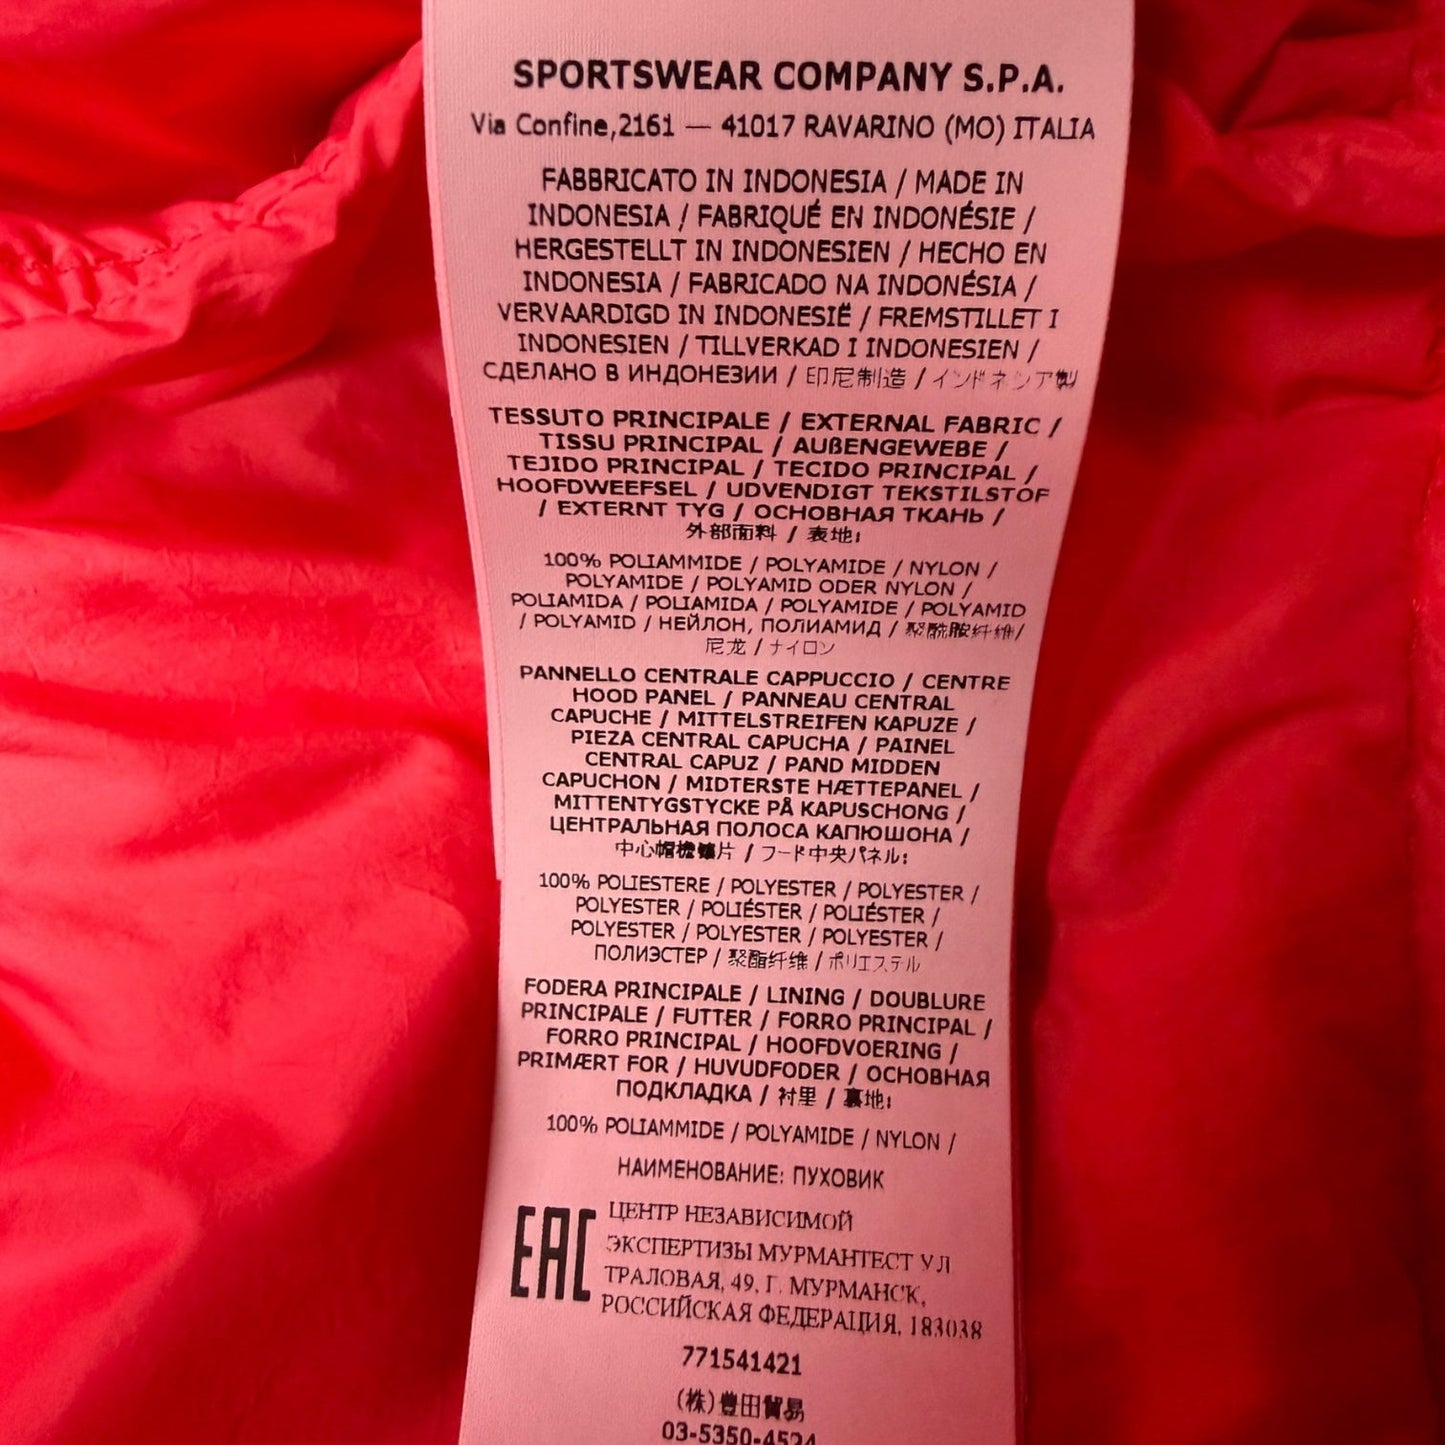 SPORTSWEAR COMPANY S.P.A.
Via Confine,2161 — 41017 RAVARINO (MO) ITALIA
FABBRICATO IN INDONESIA / MADE IN
INDONESIA / FABRIQUÉ EN INDONÉSIE /
HERGESTELLT IN INDONESIEN / HECHO EN
INDONESIA / FABRICADO NA INDONÉSIA /
VERVAARDIGD IN INDONESIË / FREMSTILLET I
INDONESIEN / TILLVERKAD I INDONESIEN /
СДЕЛАНО В ИНДОНЕЗИИ / 印尼制造 / インドネシア製
TESSUTO PRINCIPALE / EXTERNAL FABRIC /
TISSU PRINCIPAL / AUßENGEWEBE /
TEJIDO PRINCIPAL / TECIDO PRINCIPAL /
HOOFDWEEFSEL / UDVENDIGT TEKSTILSTOF
/ EXTERNT TYG / ОСНОВНАЯ ТКАНЬ /
外部面料 / 表地:
100% POLIAMMIDE / POLYAMIDE / NYLON /
POLYAMIDE / POLYAMID ODER NYLON /
POLIAMIDA / POLIAMIDA / POLYAMIDE / POLYAMID
/ POLYAMID / НЕЙЛОН, ПОЛИАМИД / 聚酰胺纤维/
尼龙 / ナイロン
PANNELLO CENTRALE CAPPUCCIO / CENTRE
HOOD PANEL / PANNEAU CENTRAL
CAPUCHE / MITTELSTREIFEN KAPUZE /
PIEZA CENTRAL CAPUCHA / PAINEL
CENTRAL CAPUZ / PAND MIDDEN
CAPUCHON / MIDTERSTE HÆTTEPANEL /
MITTENTYGSTYCKE PÅ KAPUSCHONG /
ЦЕНТРАЛЬНАЯ ПОЛОСА КАПЮШОНА /
中心帽檐镶片 / フード中央パネル:
100% POLIESTERE / POLYESTER / POLYESTER /
POLYESTER / POLIÉSTER / POLIÉSTER /
POLYESTER / POLYESTER / POLYESTER /
ПОЛИЭСТЕР / 聚酯纤维 / ポリエステル
FODERA PRINCIPALE / LINING / DOUBLURE
PRINCIPALE / FUTTER / FORRO PRINCIPAL /
FORRO PRINCIPAL / HOOFDVOERING /
PRIMÆRT FOR / HUVUDFODER / ОСНОВНАЯ
ПОДКЛАДКА / 衬里 / 裏地:
100% POLIAMMIDE / POLYAMIDE / NYLON /
НАИМЕНОВАНИЕ: ПУХОВИК
EAC
ЦЕНТР НЕЗАВИСИМОЙ
ЭКСПЕРТИЗЫ МУРМАНТЕСТ УЛ
ТРАЛОВАЯ, 49, Г. МУРМАНСК,
РОССИЙСКАЯ ФЕДЕРАЦИЯ, 183038
771541421
(株)豊田貿易
03-5350-4524